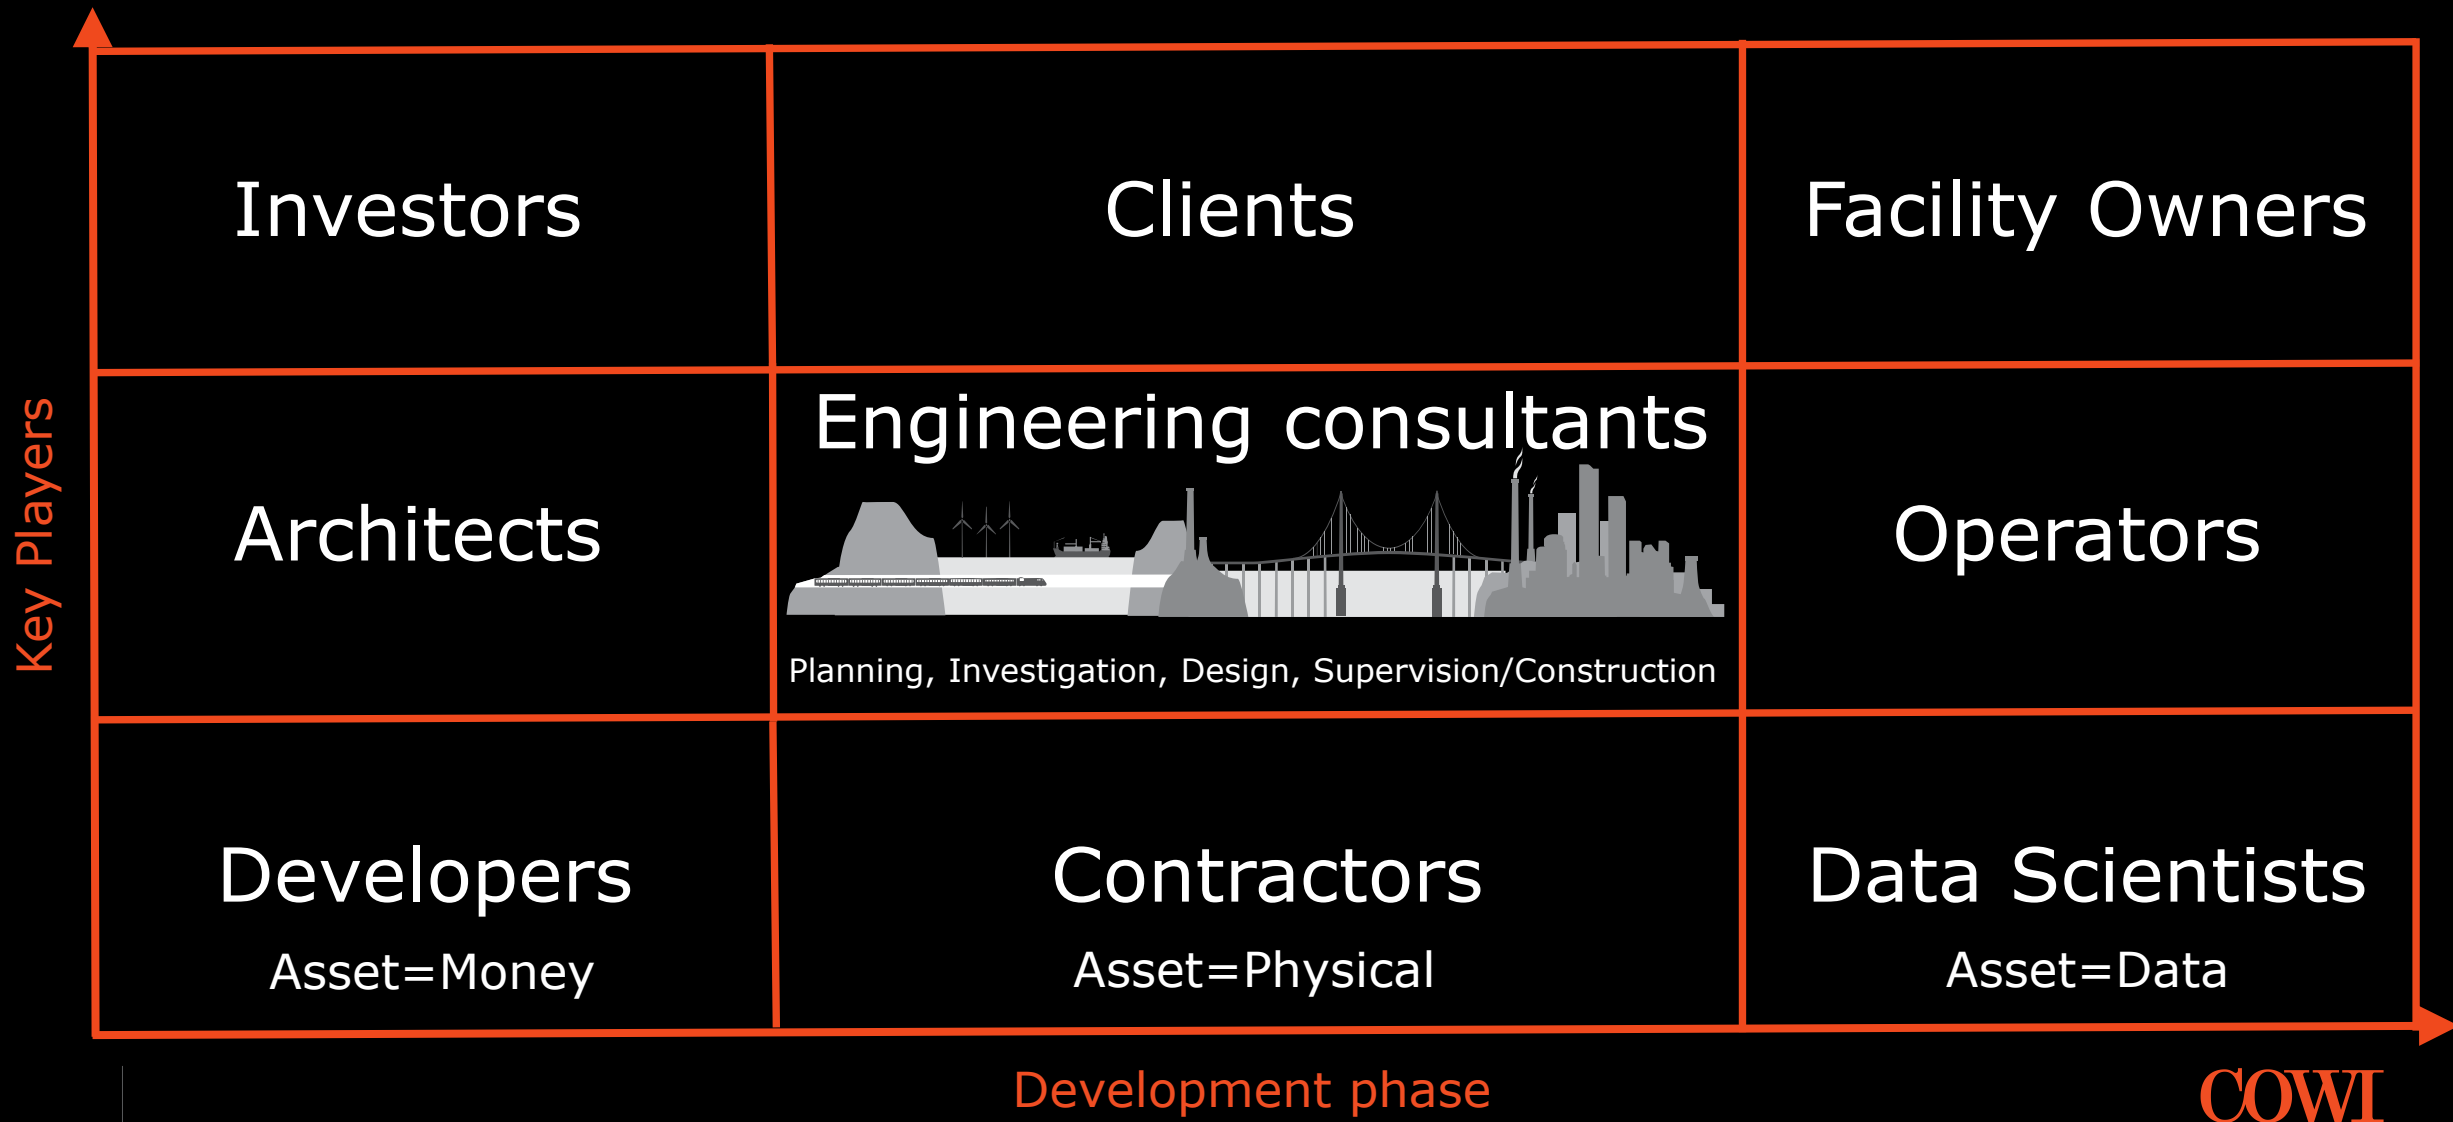 Investors
Clients
Facility Owners
Key Players
Architects
Engineering consultants
Planning, Investigation, Design, Supervision/Construction
Operators
Developers
Asset=Money
Contractors
Asset=Physical
Data Scientists
Asset=Data
Development phase
COWI